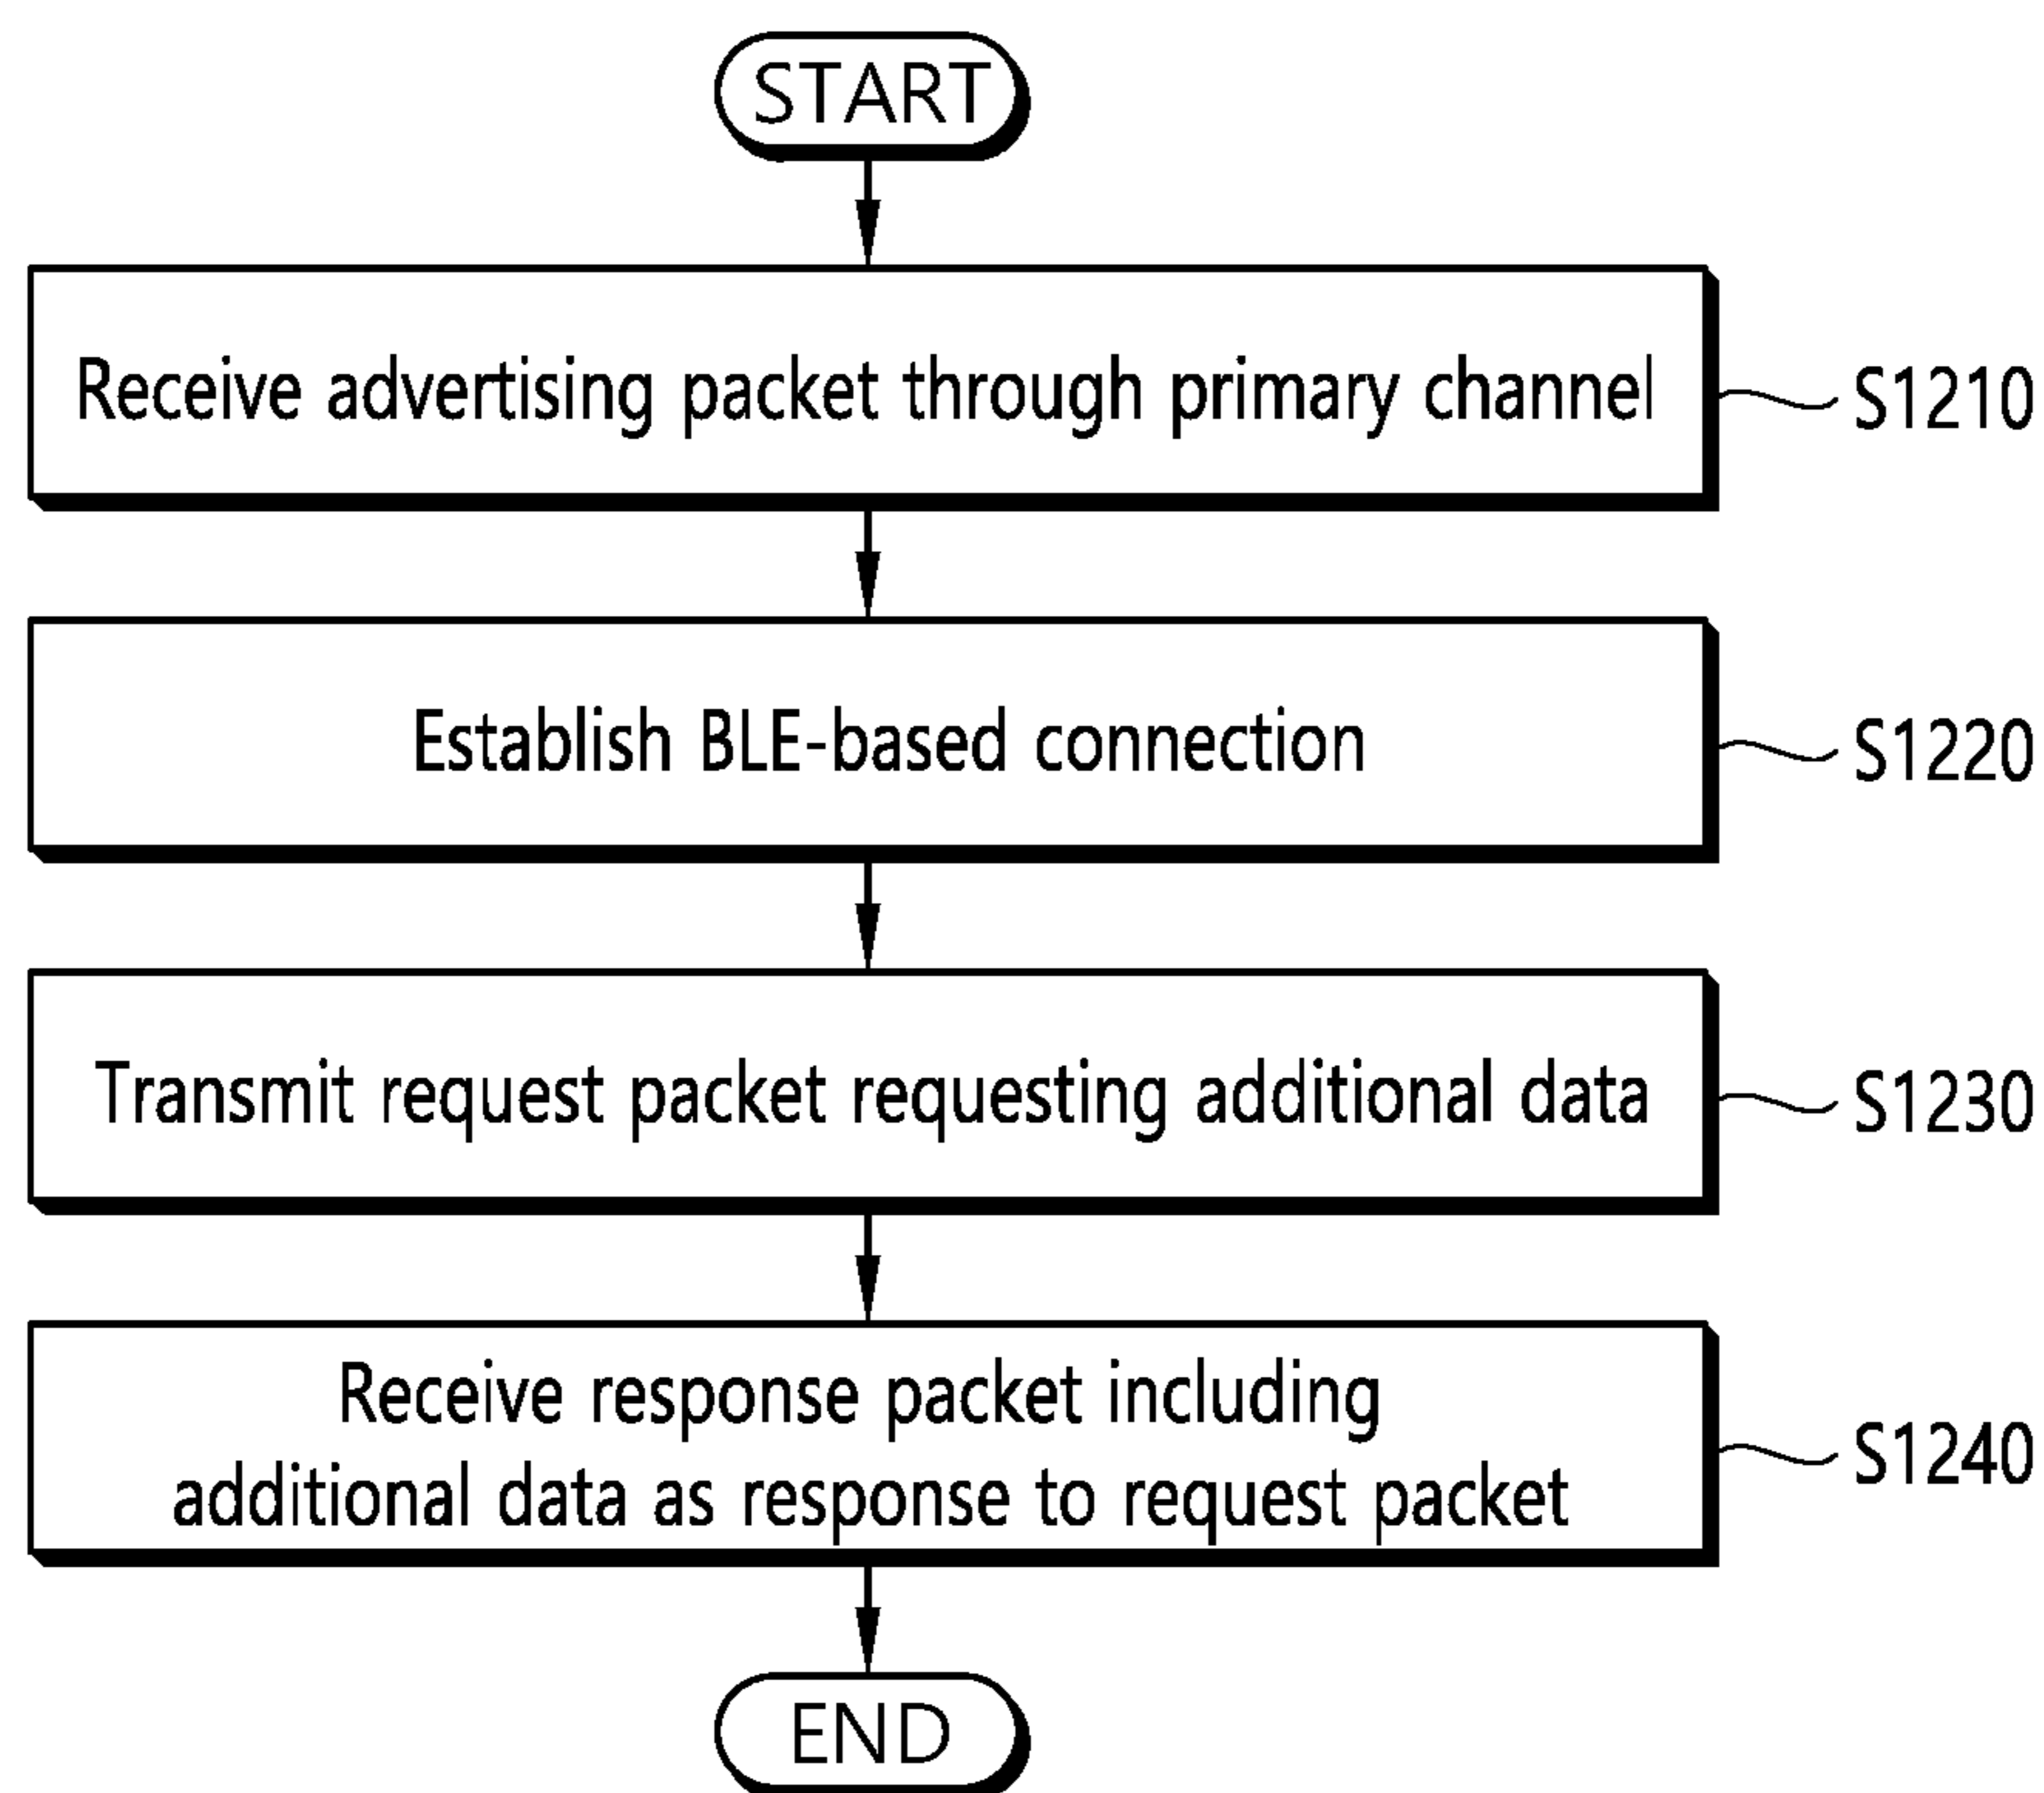 START
Receive advertising packet through primary channel
S1210
Establish BLE-based connection
S1220
Transmit request packet requesting additional data
S1230
Receive response packet including
additional data as response to request packet
S1240
END